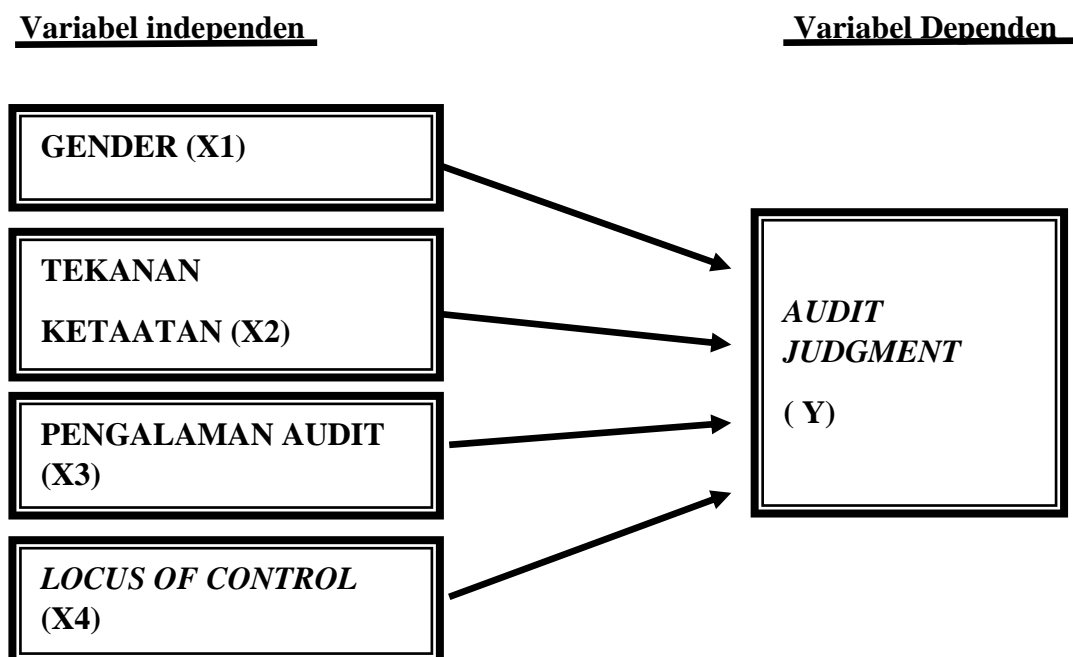 Variabel independen
Variabel Dependen
GENDER (X1)
TEKANAN
KETAATAN (X2)
PENGALAMAN AUDIT
(X3)
LOCUS OF CONTROL
(X4)
AUDIT
JUDGMENT
( Y)